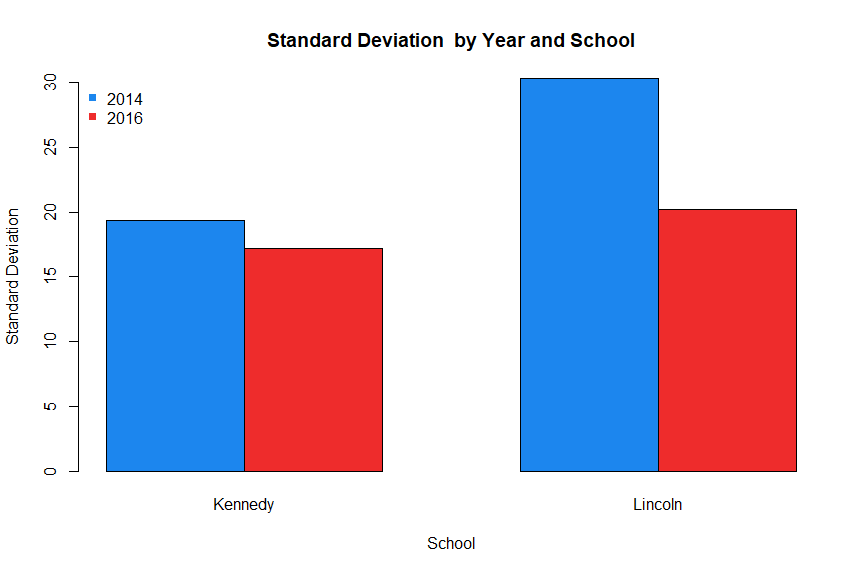 Standard Deviation  by Year and School
2014
2016
Standard Deviation
30
25
20
15
10
5
0
Kennedy
Lincoln
School